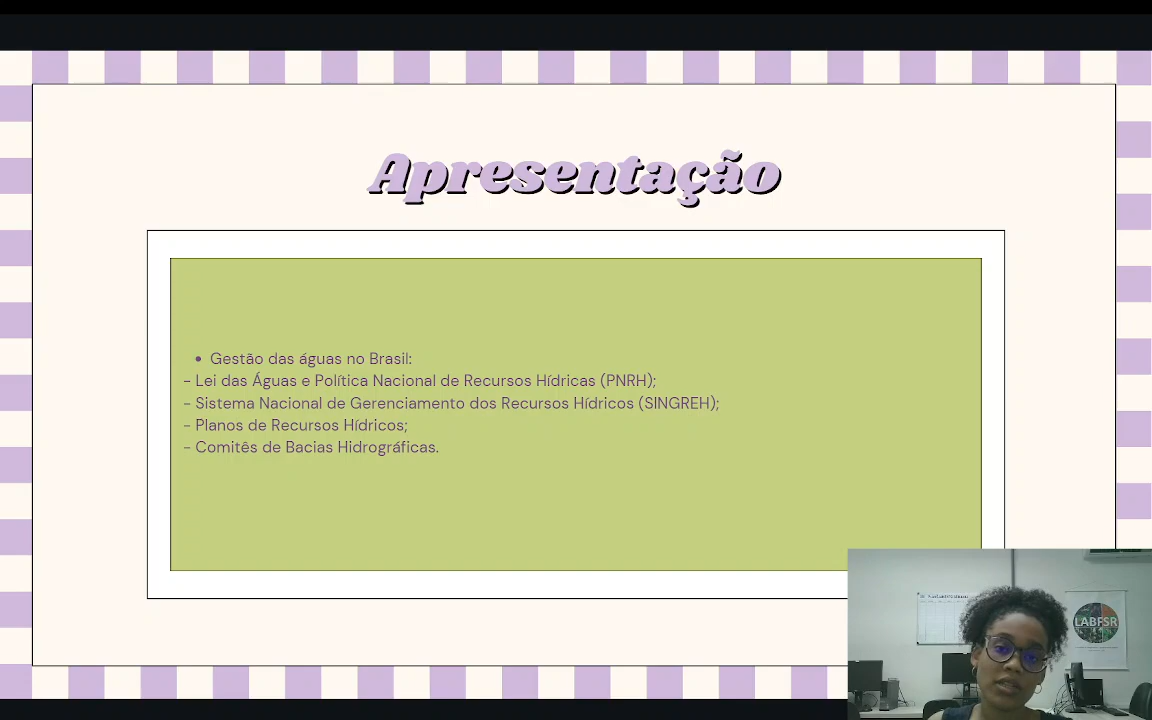 Apresentação
• Gestão das águas no Brasil:
- Lei das Águas e Política Nacional de Recursos Hídricas (PNRH);
- Sistema Nacional de Gerenciamento dos Recursos Hídricos (SINGREH);
- Planos de Recursos Hídricos;
- Comitês de Bacias Hidrográficas.
LABFSR